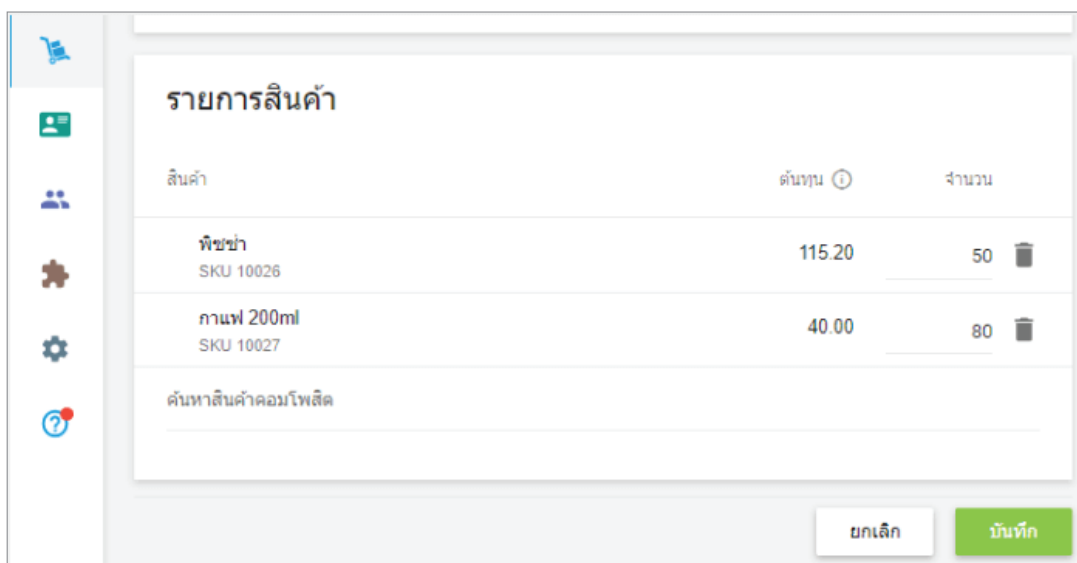 รายการสินค้า
สินค้า ต้นทุน จำนวน
พิซซ่า 115.20 50
SKU 10026
กาแฟ 200ml 40.00 80
SKU 10027
ค้นหาสินค้าคอมโพสิต
ยกเลิก บันทึก